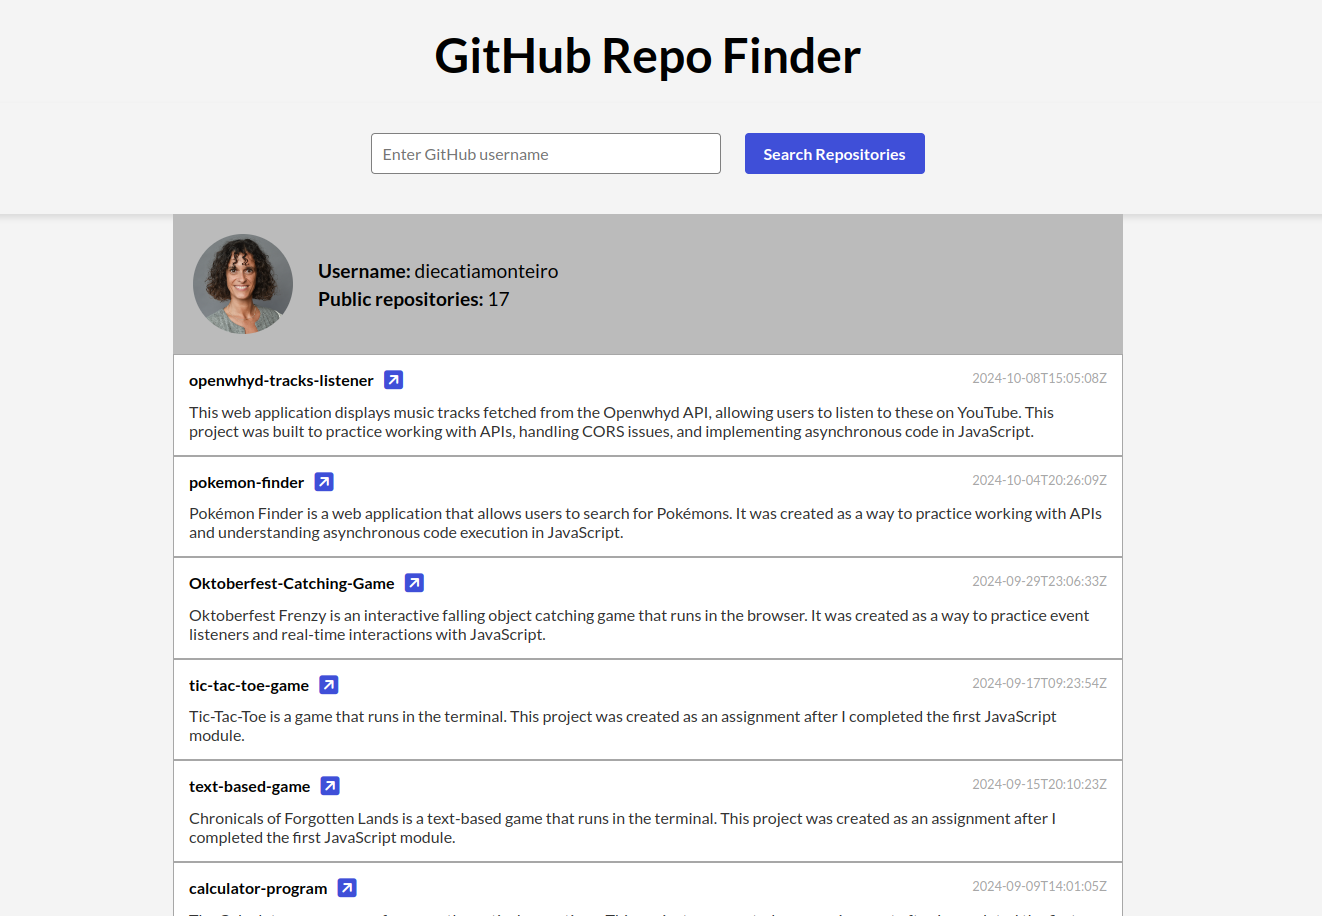 GitHub Repo Finder
Enter GitHub username
Search Repositories
Username: diecatiamonteiro
Public repositories: 17
openwhyd-tracks-listener
2024-10-08T15:05:08Z
This web application displays music tracks fetched from the Openwhyd API, allowing users to listen to these on YouTube. This
project was built to practice working with APIs, handling CORS issues, and implementing asynchronous code in JavaScript.
pokemon-finder
2024-10-04T20:26:09Z
Pokémon Finder is a web application that allows users to search for Pokémons. It was created as a way to practice working with APIs
and understanding asynchronous code execution in JavaScript.
Oktoberfest-Catching-Game
2024-09-29T23:06:33Z
Oktoberfest Frenzy is an interactive falling object catching game that runs in the browser. It was created as a way to practice event
listeners and real-time interactions with JavaScript.
tic-tac-toe-game
2024-09-17T09:23:54Z
Tic-Tac-Toe is a game that runs in the terminal. This project was created as an assignment after I completed the first JavaScript
module.
text-based-game
2024-09-15T20:10:23Z
Chronicals of Forgotten Lands is a text-based game that runs in the terminal. This project was created as an assignment after I
completed the first JavaScript module.
calculator-program
2024-09-09T14:01:05Z